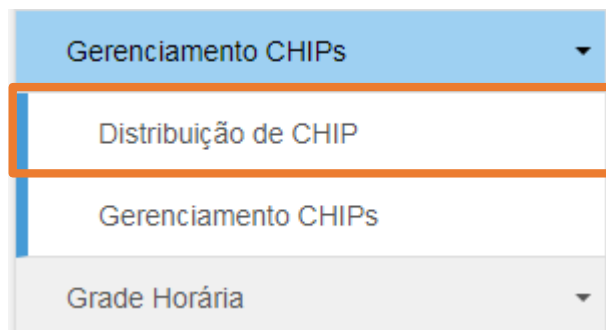 Gerenciamento CHIPs
Distribuição de CHIP
Gerenciamento CHIPs
Grade Horária